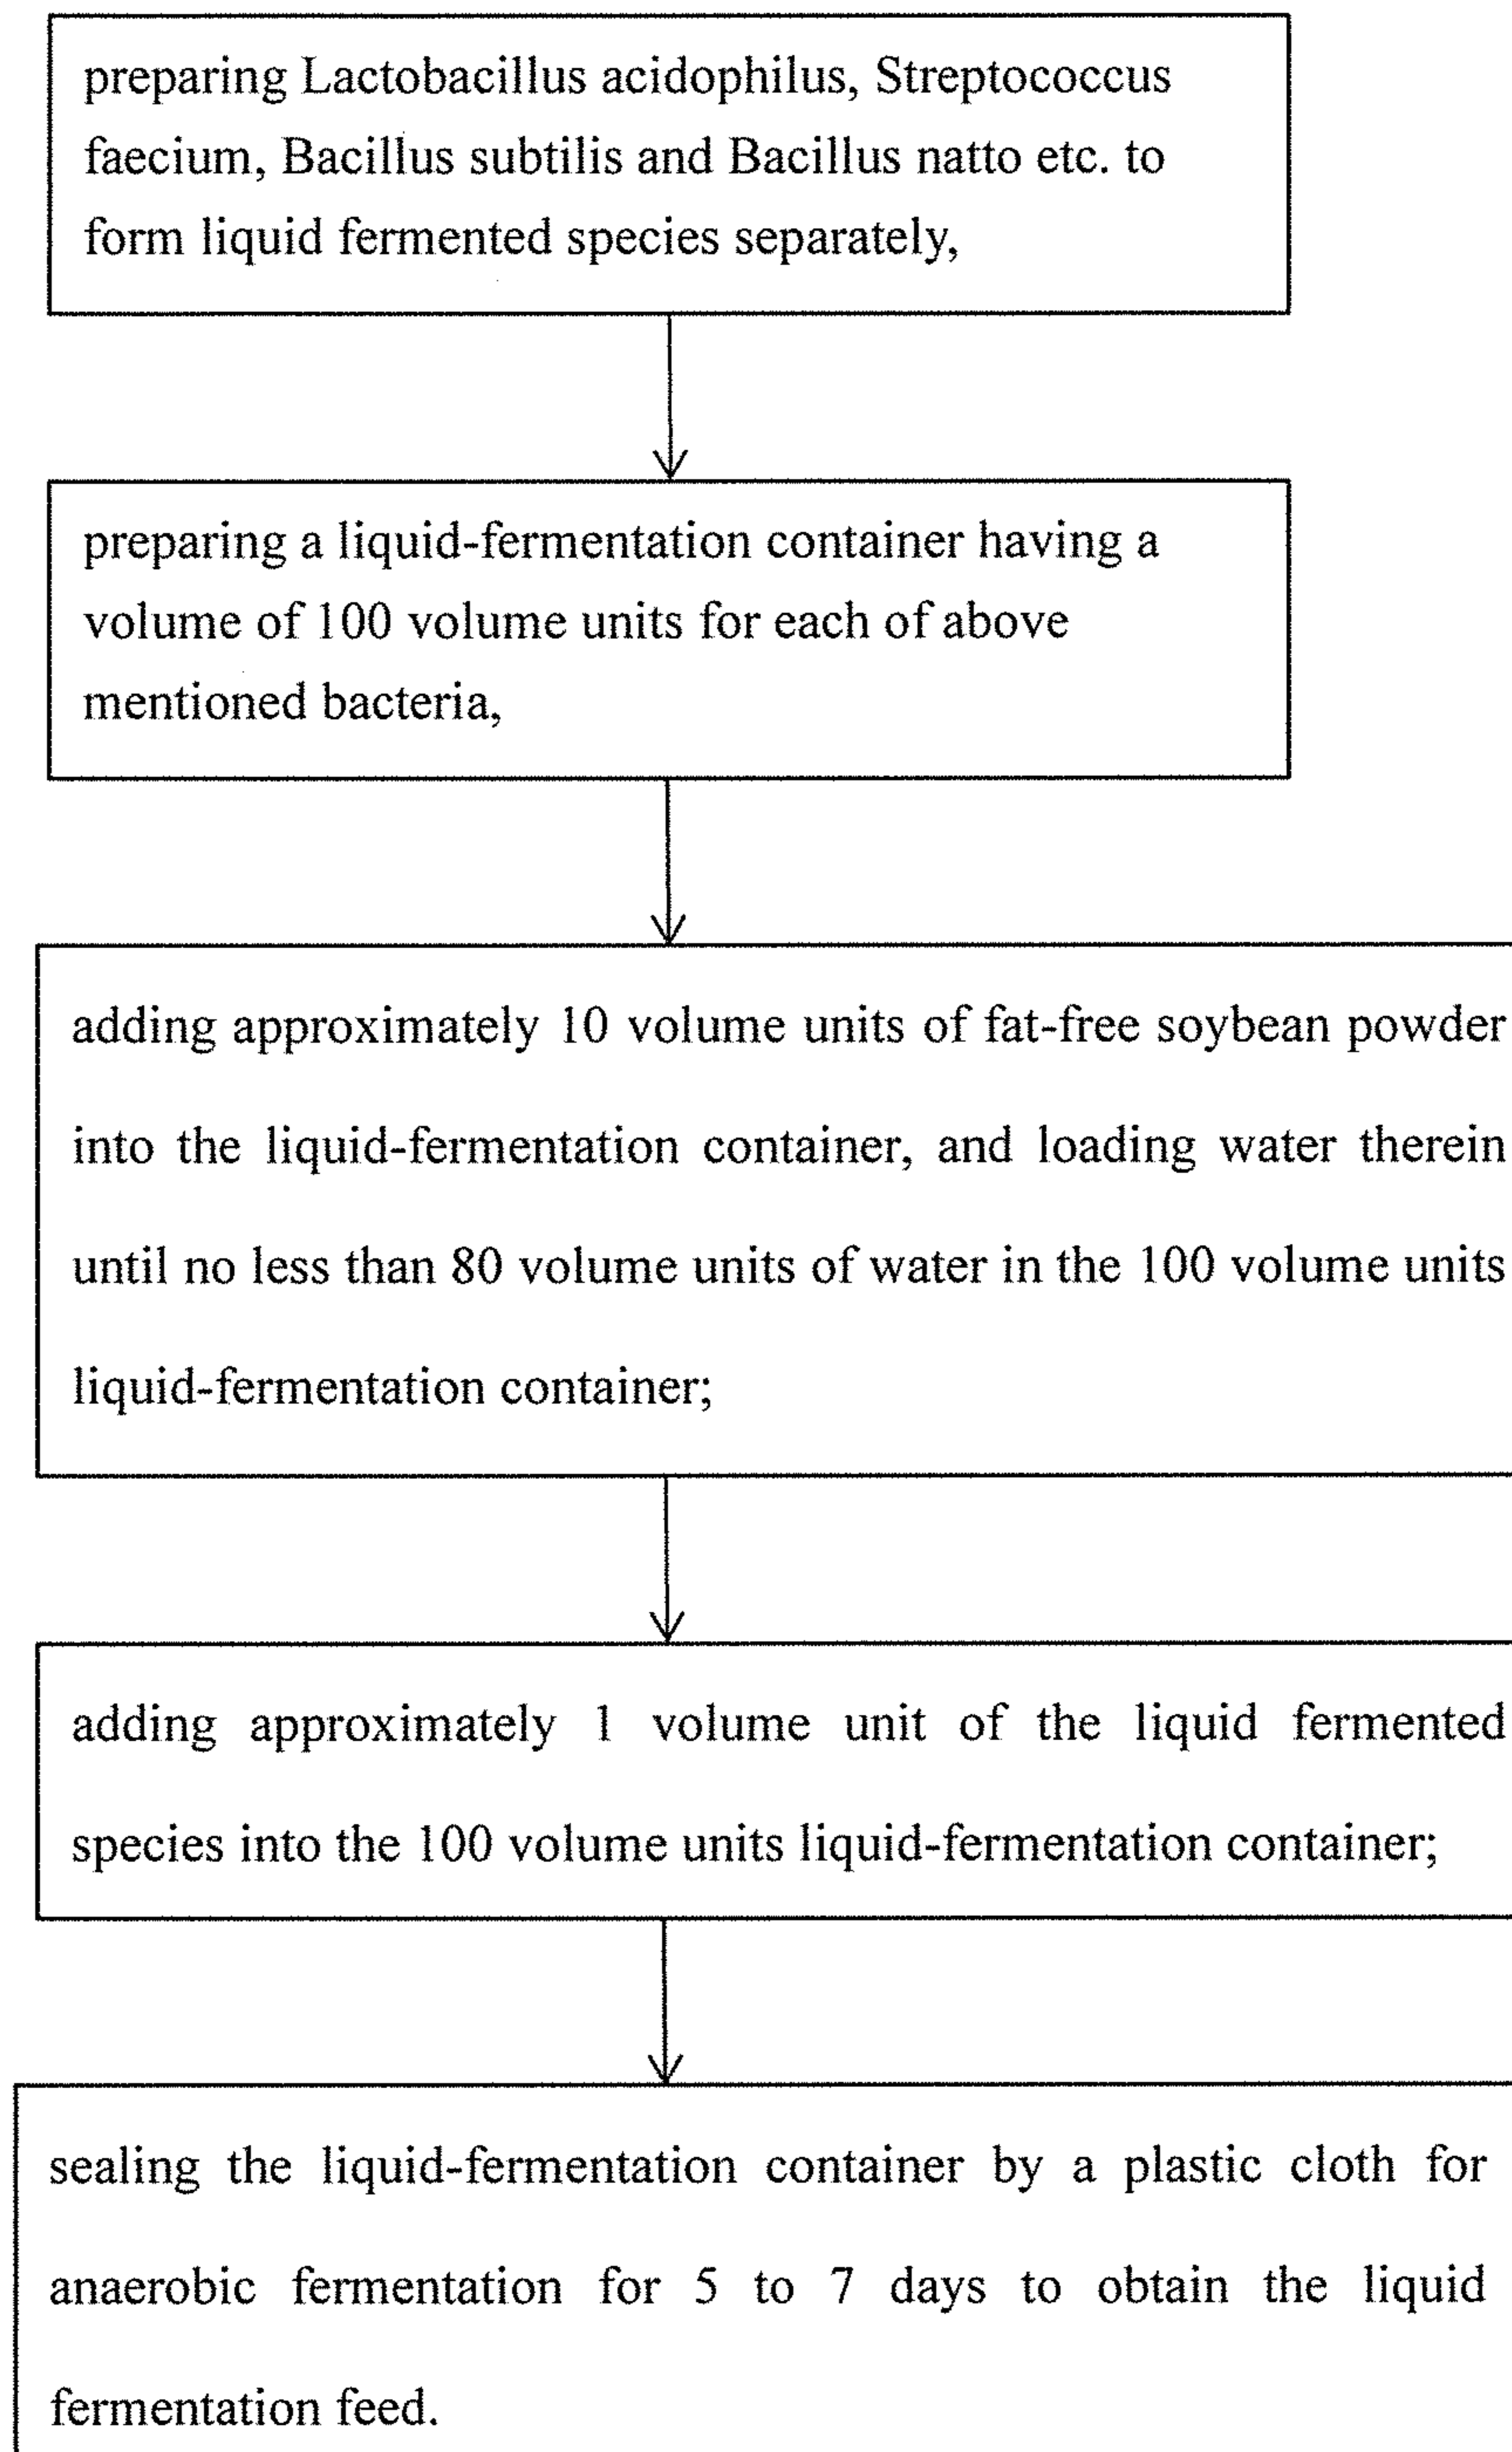 preparing Lactobacillus acidophilus, Streptococcus
faecium, Bacillus subtilis and Bacillus natto etc. to
form liquid fermented species separately,
preparing a liquid-fermentation container having a
volume of 100 volume units for each of above
mentioned bacteria,
adding approximately 10 volume units of fat-free soybean powder
into the liquid-fermentation container, and loading water therein
until no less than 80 volume units of water in the 100 volume units
liquid-fermentation container;
adding approximately 1 volume unit of the liquid fermented
species into the 100 volume units liquid-fermentation container;
sealing the liquid-fermentation container by a plastic cloth for
anaerobic fermentation for 5 to 7 days to obtain the liquid
fermentation feed.